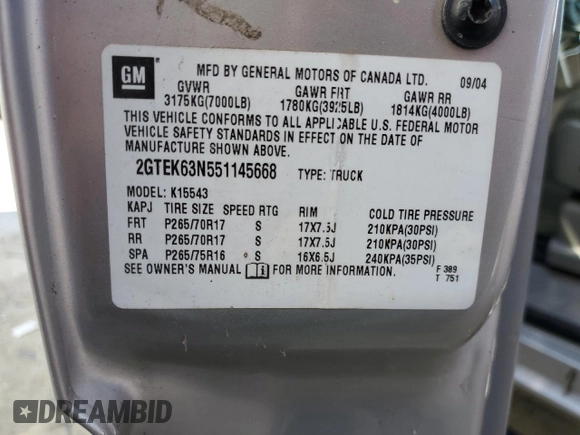 GM
MFD BY GENERAL MOTORS OF CANADA LTD. 09/04
GVWR GAWR FRT GAWR RR
3175KG(7000LB) 1780KG(3925LB) 1814KG(4000LB)
THIS VEHICLE CONFORMS TO ALL APPLICABLE U.S. FEDERAL MOTOR
VEHICLE SAFETY STANDARDS IN EFFECT ON THE DATE OF
MANUFACTURE SHOWN ABOVE.
2GTEK63N551145668 TYPE: TRUCK
MODEL: K15543
KAPJ TIRE SIZE SPEED RTG RIM COLD TIRE PRESSURE
FRT P265/70R17 S 17X7.5J 210KPA(30PSI)
RR P265/70R17 S 17X7.5J 210KPA(30PSI)
SPA P265/75R16 S 16X6.5J 240KPA(35PSI)
SEE OWNER'S MANUAL FOR MORE INFORMATION F 389
T 751
DREAMBID